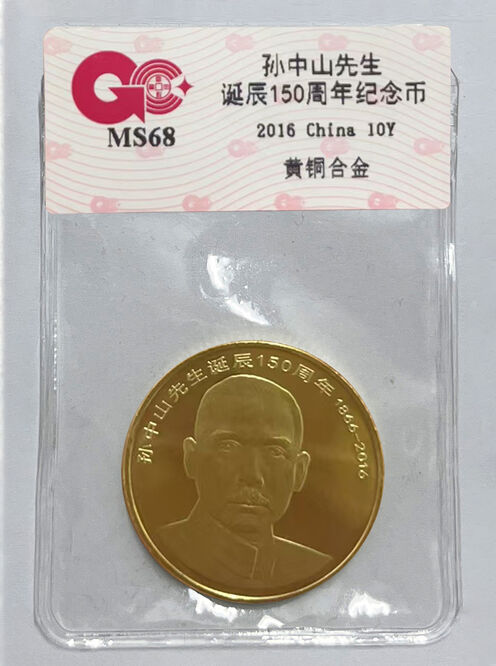 GC
MS68
孙中山先生
诞辰150周年纪念币
2016 China 10Y
黄铜合金
孙中山先生诞辰150周年 1866-2016